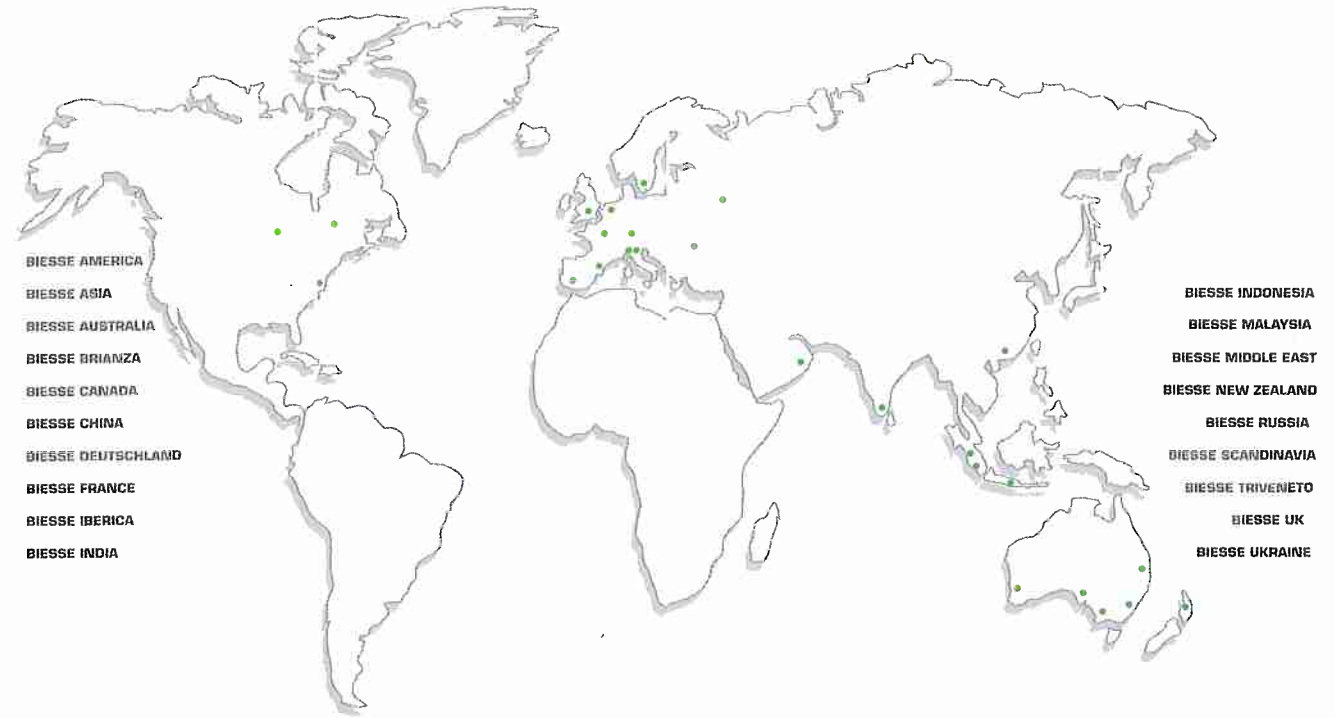 BIESSE AMERICA
BIESSE ASIA
BIESSE AUSTRALIA
BIESSE BRIANZA
BIESSE CANADA
BIESSE CHINA
BIESSE DEUTSCHLAND
BIESSE FRANCE
BIESSE IBERICA
BIESSE INDIA
BIESSE INDONESIA
BIESSE MALAYSIA
BIESSE MIDDLE EAST
BIESSE NEW ZEALAND
BIESSE RUSSIA
BIESSE SCANDINAVIA
BIESSE TRIVENETO
BIESSE UK
BIESSE UKRAINE